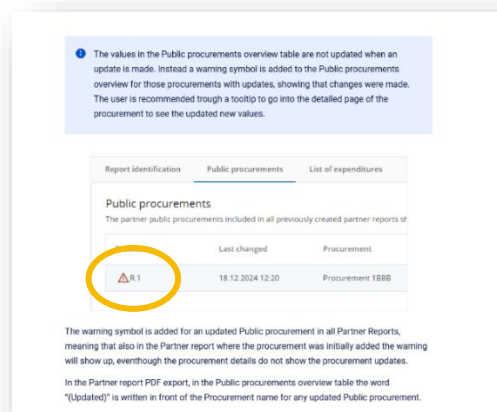 The values in the Public procurements overview table are not updated when an
update is made. Instead a warning symbol is added to the Public procurements
overview for those procurements with updates, showing that changes were made.
The user is recommended trough a tooltip to go into the detailed page of the
procurement to see the updated new values.
Report identification Public procurements List of expenditures
Public procurements
The partner public procurements included in all previously created partner reports sh
Last changed Procurement
R.1 18.12.2024 12:20 Procurement 1BBB
The warning symbol is added for an updated Public procurement in all Partner Reports,
meaning that also in the Partner report where the procurement was initially added the warning
will show up, eventhough the procurement details do not show the procurement updates.
In the Partner report PDF export, in the Public procurements overview table the word
"(Updated)" is written in front of the Procurement name for any updated Public procurement.